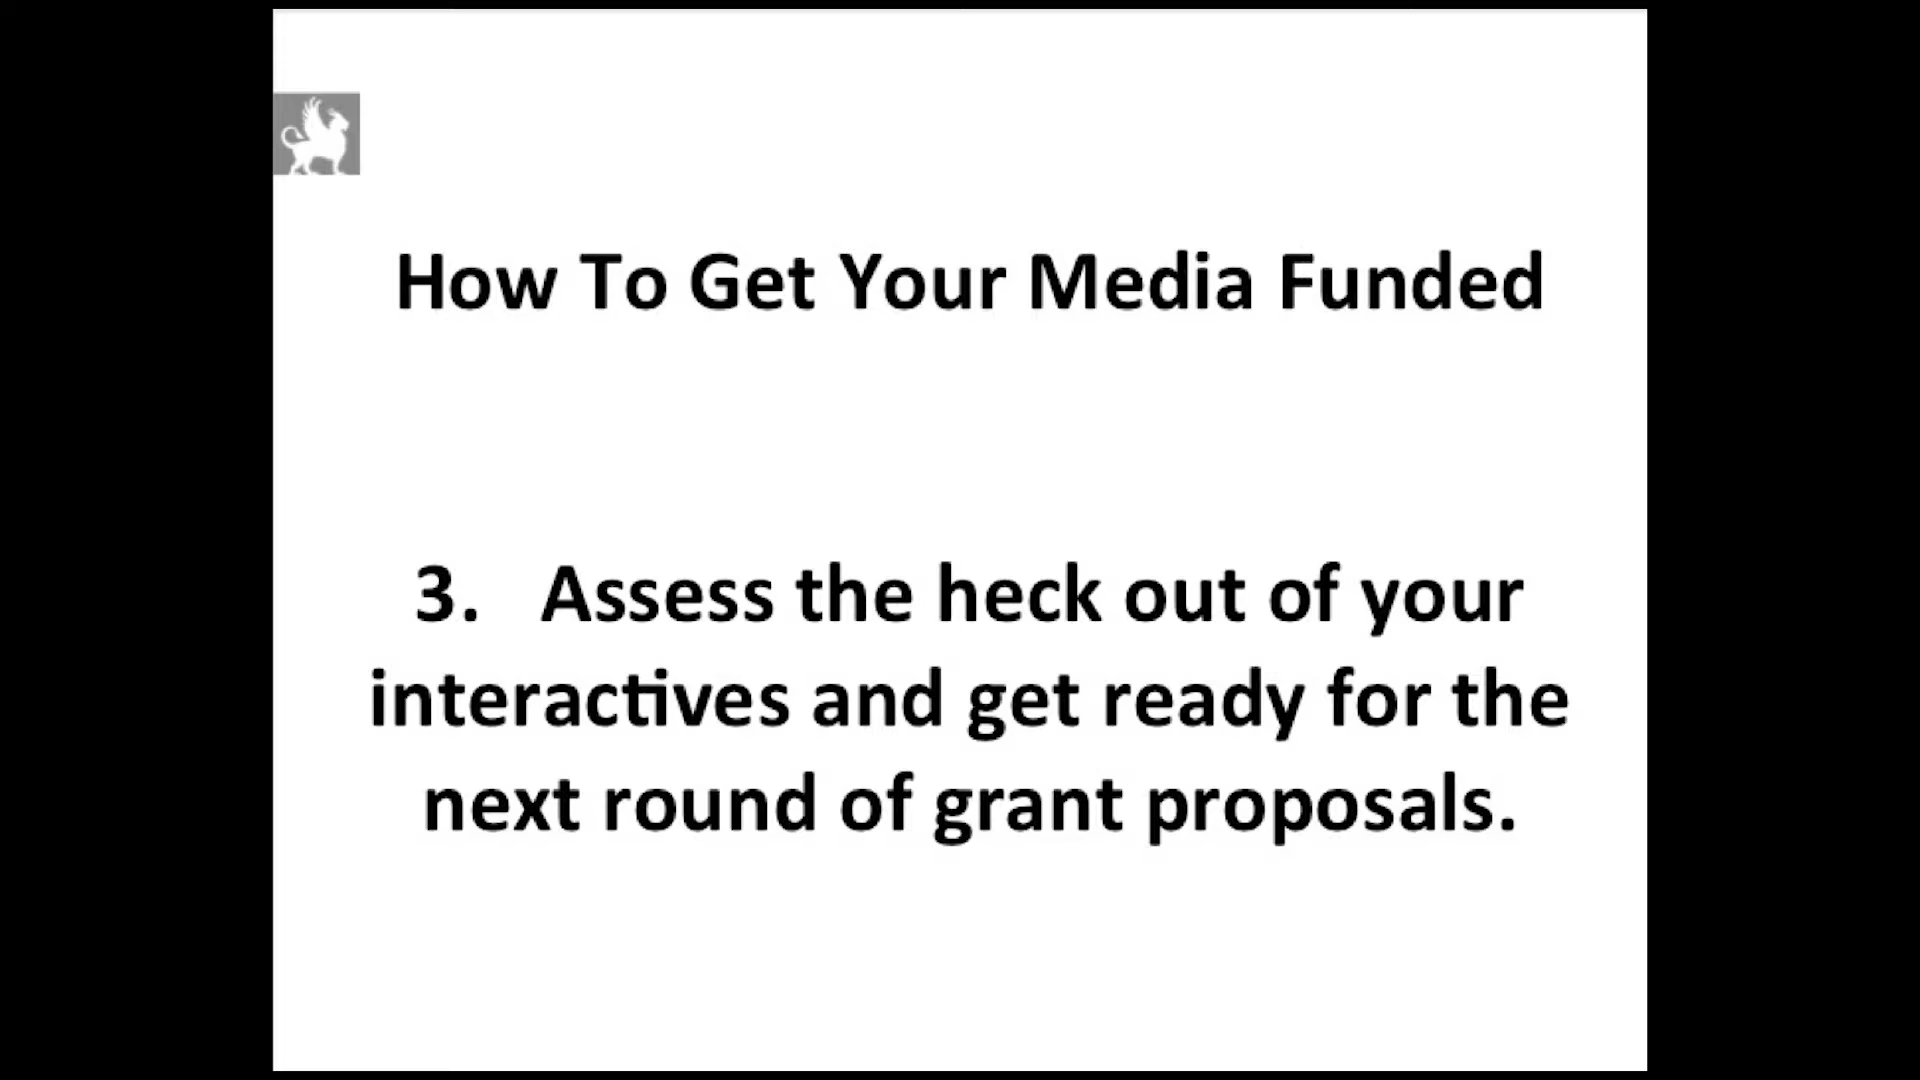 How To Get Your Media Funded
3. Assess the heck out of your
interactives and get ready for the
next round of grant proposals.